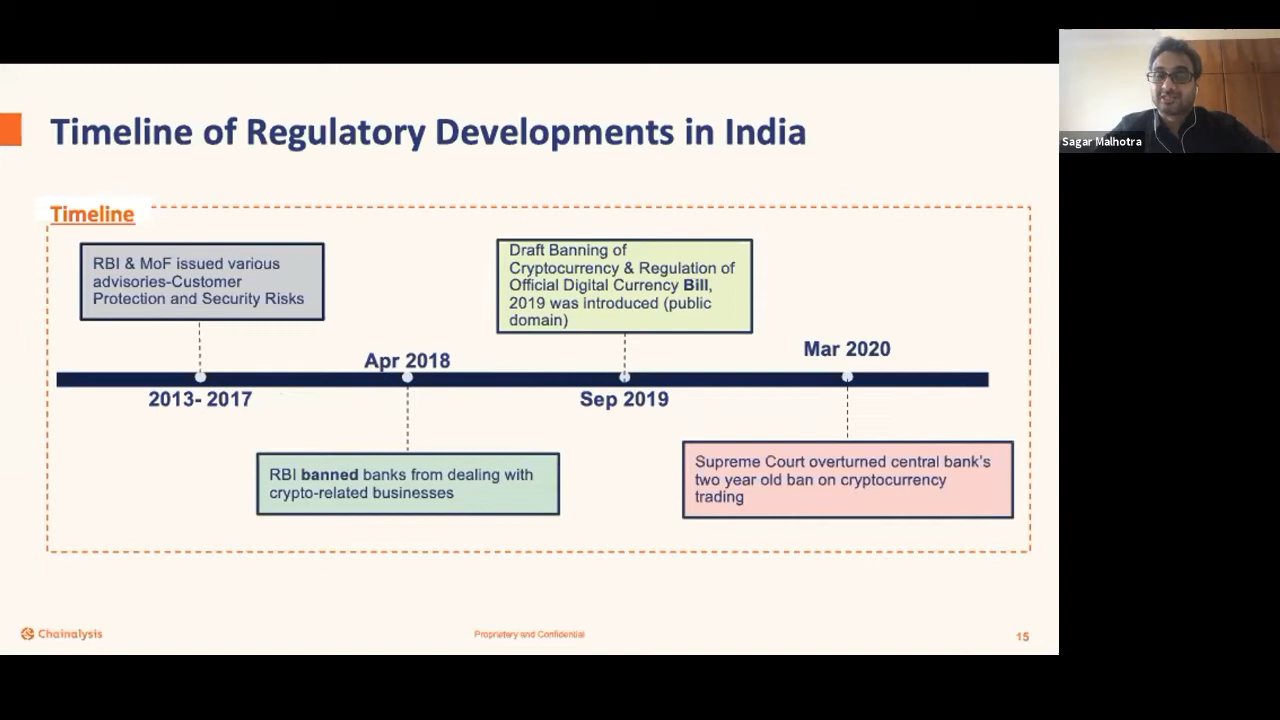 Timeline of Regulatory Developments in India
Sagar Malhotra
Timeline
RBI & MoF issued various
advisories-Customer
Protection and Security Risks
Draft Banning of
Cryptocurrency & Regulation of
Official Digital Currency Bill,
2019 was introduced (public
domain)
Apr 2018
Mar 2020
2013- 2017
Sep 2019
RBI banned banks from dealing with
crypto-related businesses
Supreme Court overturned central bank's
two year old ban on cryptocurrency
trading
Chainalysis
Proprietary and Confidential
15